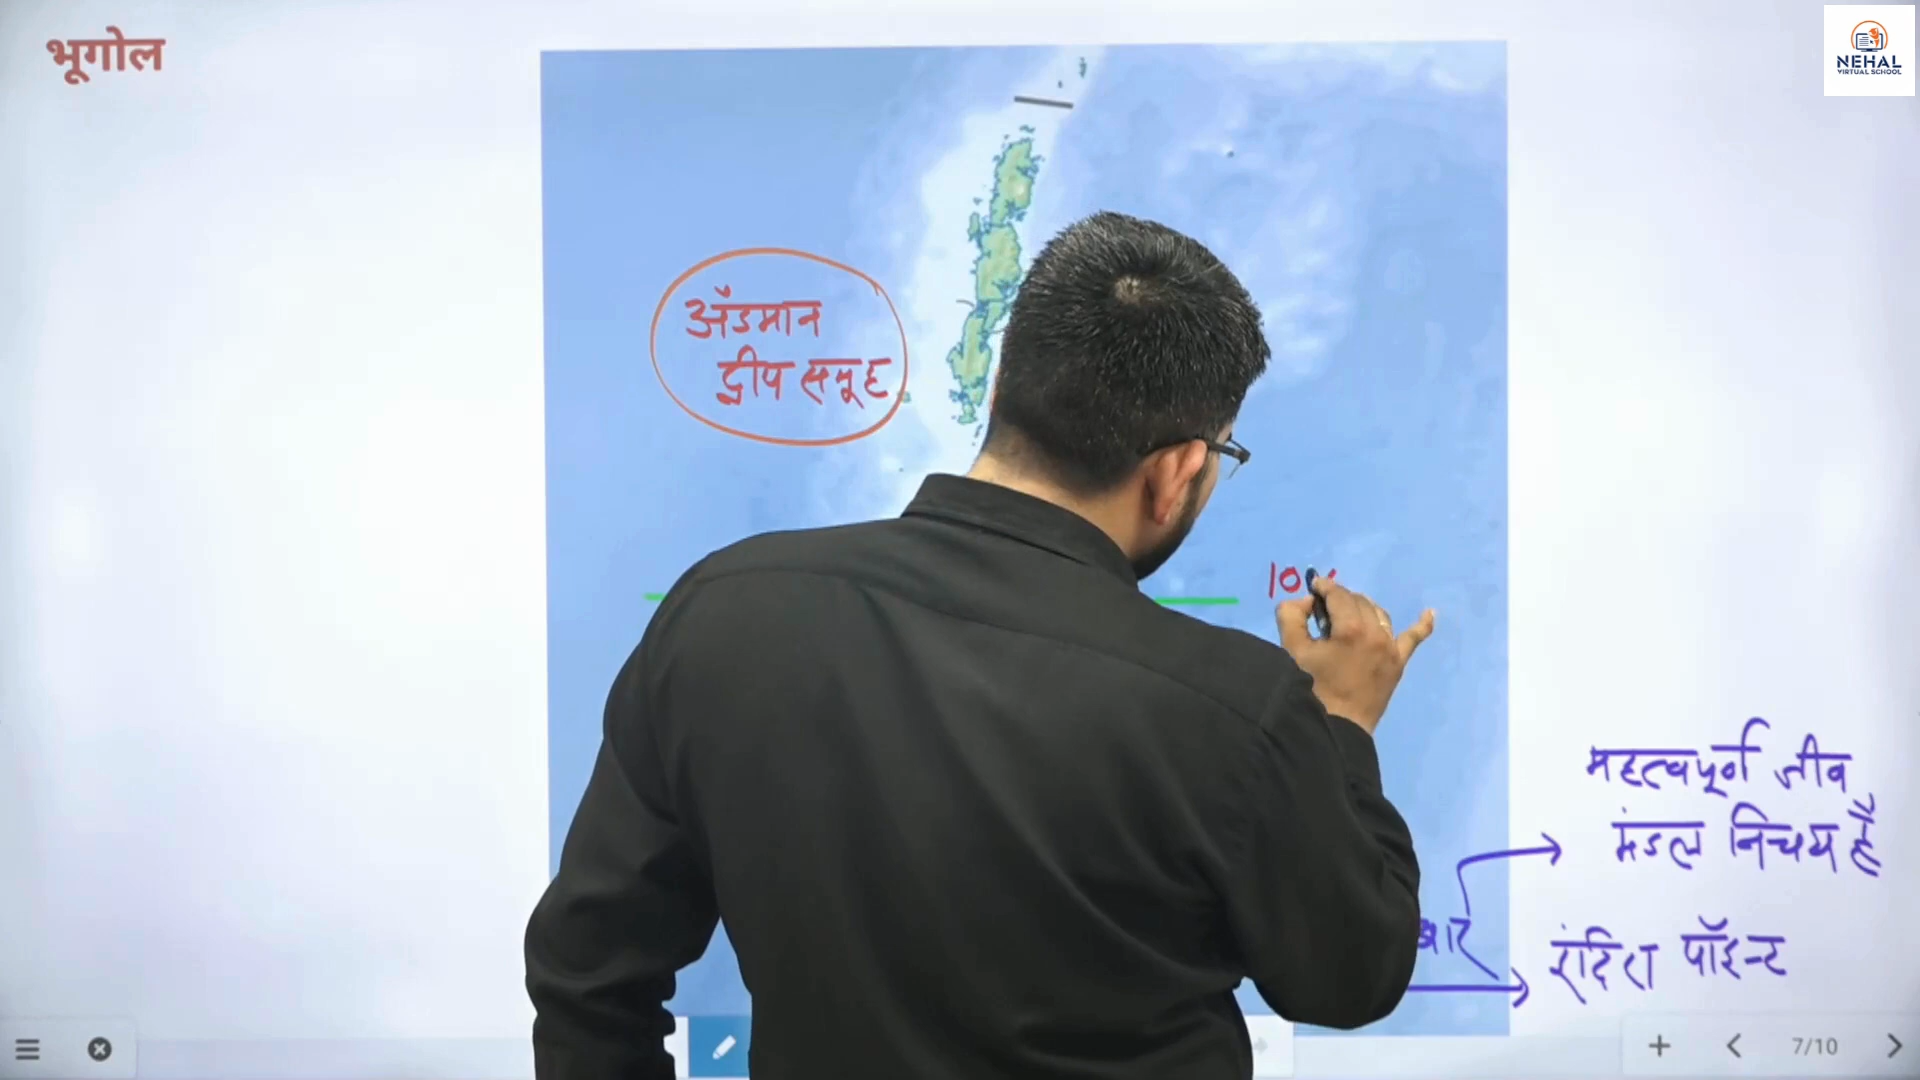 भूगोल
NEHAL
VIRTUAL SCHOOL
अ‍ॅडमान
द्वीप समूह
10
महत्वपूर्ण जीव
मंडल निचय है
इंदिरा पॉइन्ट
7/10